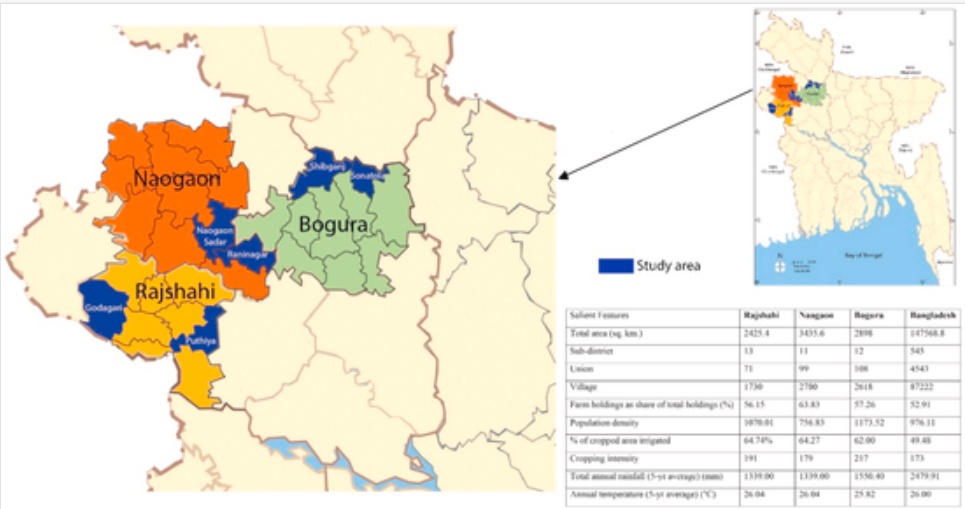 Naogaon
Shibganj
Sonatola
Naogaon
Sadar
Bogura
Raninagar
Rajshahi
Godagari
Puthiya
Study area
N
Bay of Bengal
Salient Features Rajshahi Naogaon Bogura Bangladesh
Total area (sq. km.) 2425.4 3435.6 2898 147568.8
Sub-district 13 11 12 545
Union 71 99 108 4543
Village 1730 2700 2618 87222
Farm holdings as share of total holdings (%) 56.15 63.83 57.26 52.91
Population density 1070.01 756.83 1173.52 976.11
% of cropped area irrigated 64.74% 64.27 62.00 49.48
Cropping intensity 191 179 217 173
Total annual rainfall (5-yr average) (mm) 1339.00 1339.00 1550.40 2479.91
Annual temperature (5-yr average) (°C) 26.04 26.04 25.82 26.00